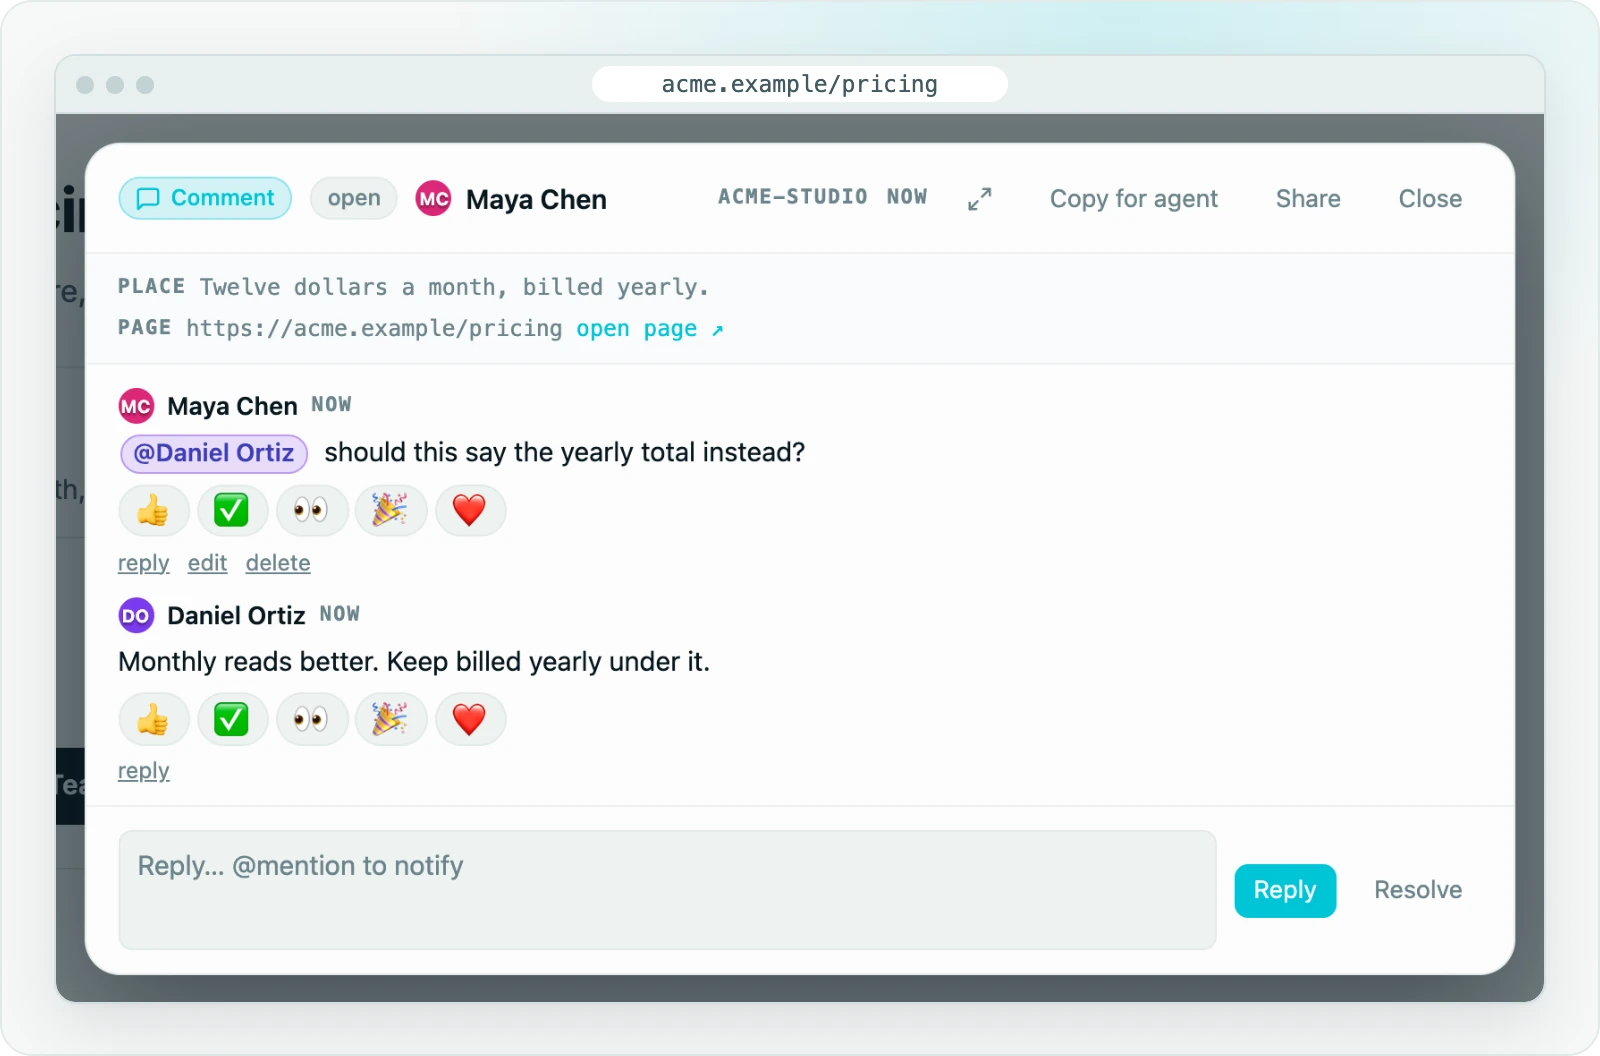 acme.example/pricing
Comment open MC Maya Chen ACME-STUDIO NOW Copy for agent Share Close
PLACE Twelve dollars a month, billed yearly.
PAGE https://acme.example/pricing open page ↗
MC Maya Chen NOW
@Daniel Ortiz should this say the yearly total instead?
reply edit delete
DO Daniel Ortiz NOW
Monthly reads better. Keep billed yearly under it.
reply
Reply... @mention to notify
Reply Resolve